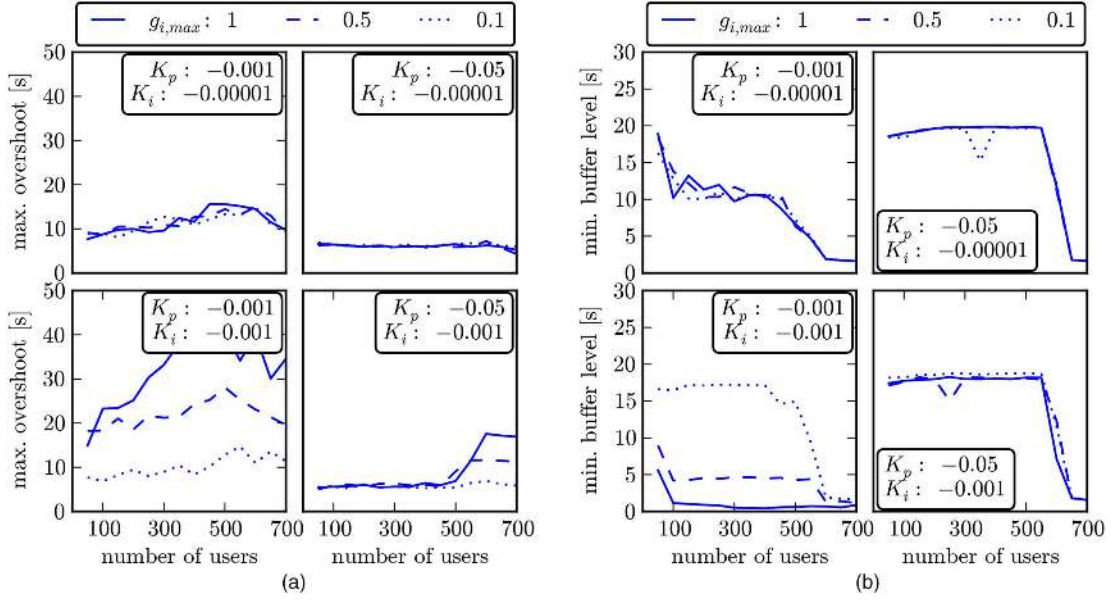 g_{i,max}: 1 0.5 0.1
50
40
30
20
10
0
max. overshoot [s]
K_p: −0.001
K_i: −0.00001
K_p: −0.05
K_i: −0.00001
50
40
30
20
10
0
max. overshoot [s]
K_p: −0.001
K_i: −0.001
K_p: −0.05
K_i: −0.001
100 300 500 700
100 300 500 700
number of users
number of users
(a)
g_{i,max}: 1 0.5 0.1
30
25
20
15
10
5
0
min. buffer level [s]
K_p: −0.001
K_i: −0.00001
K_p: −0.05
K_i: −0.00001
30
25
20
15
10
5
0
min. buffer level [s]
K_p: −0.001
K_i: −0.001
K_p: −0.05
K_i: −0.001
100 300 500 700
100 300 500 700
number of users
number of users
(b)